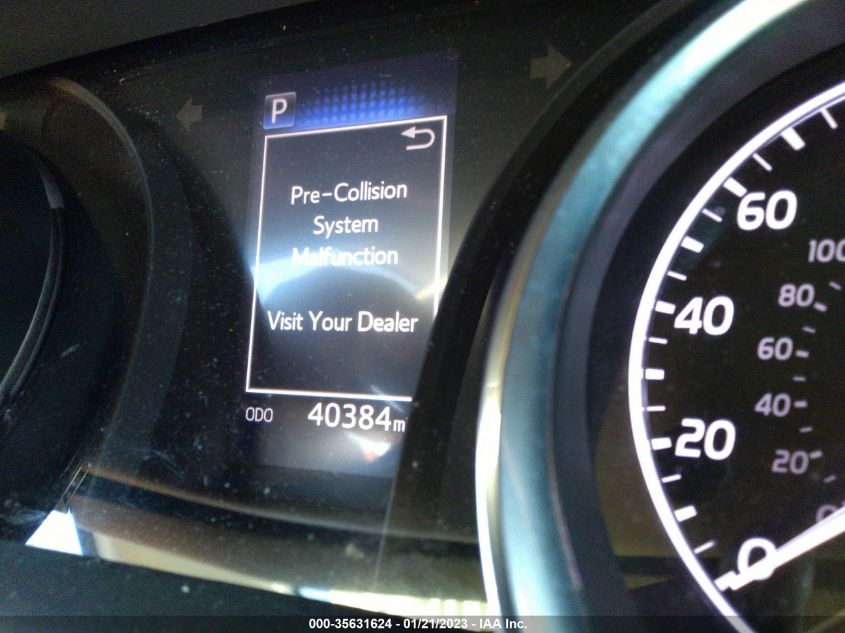 P
Pre-Collision
System
Malfunction
Visit Your Dealer
ODO 40384
60
100
80
40
60
40
20
20
0
000-35631624 - 01/21/2023 - IAA Inc.